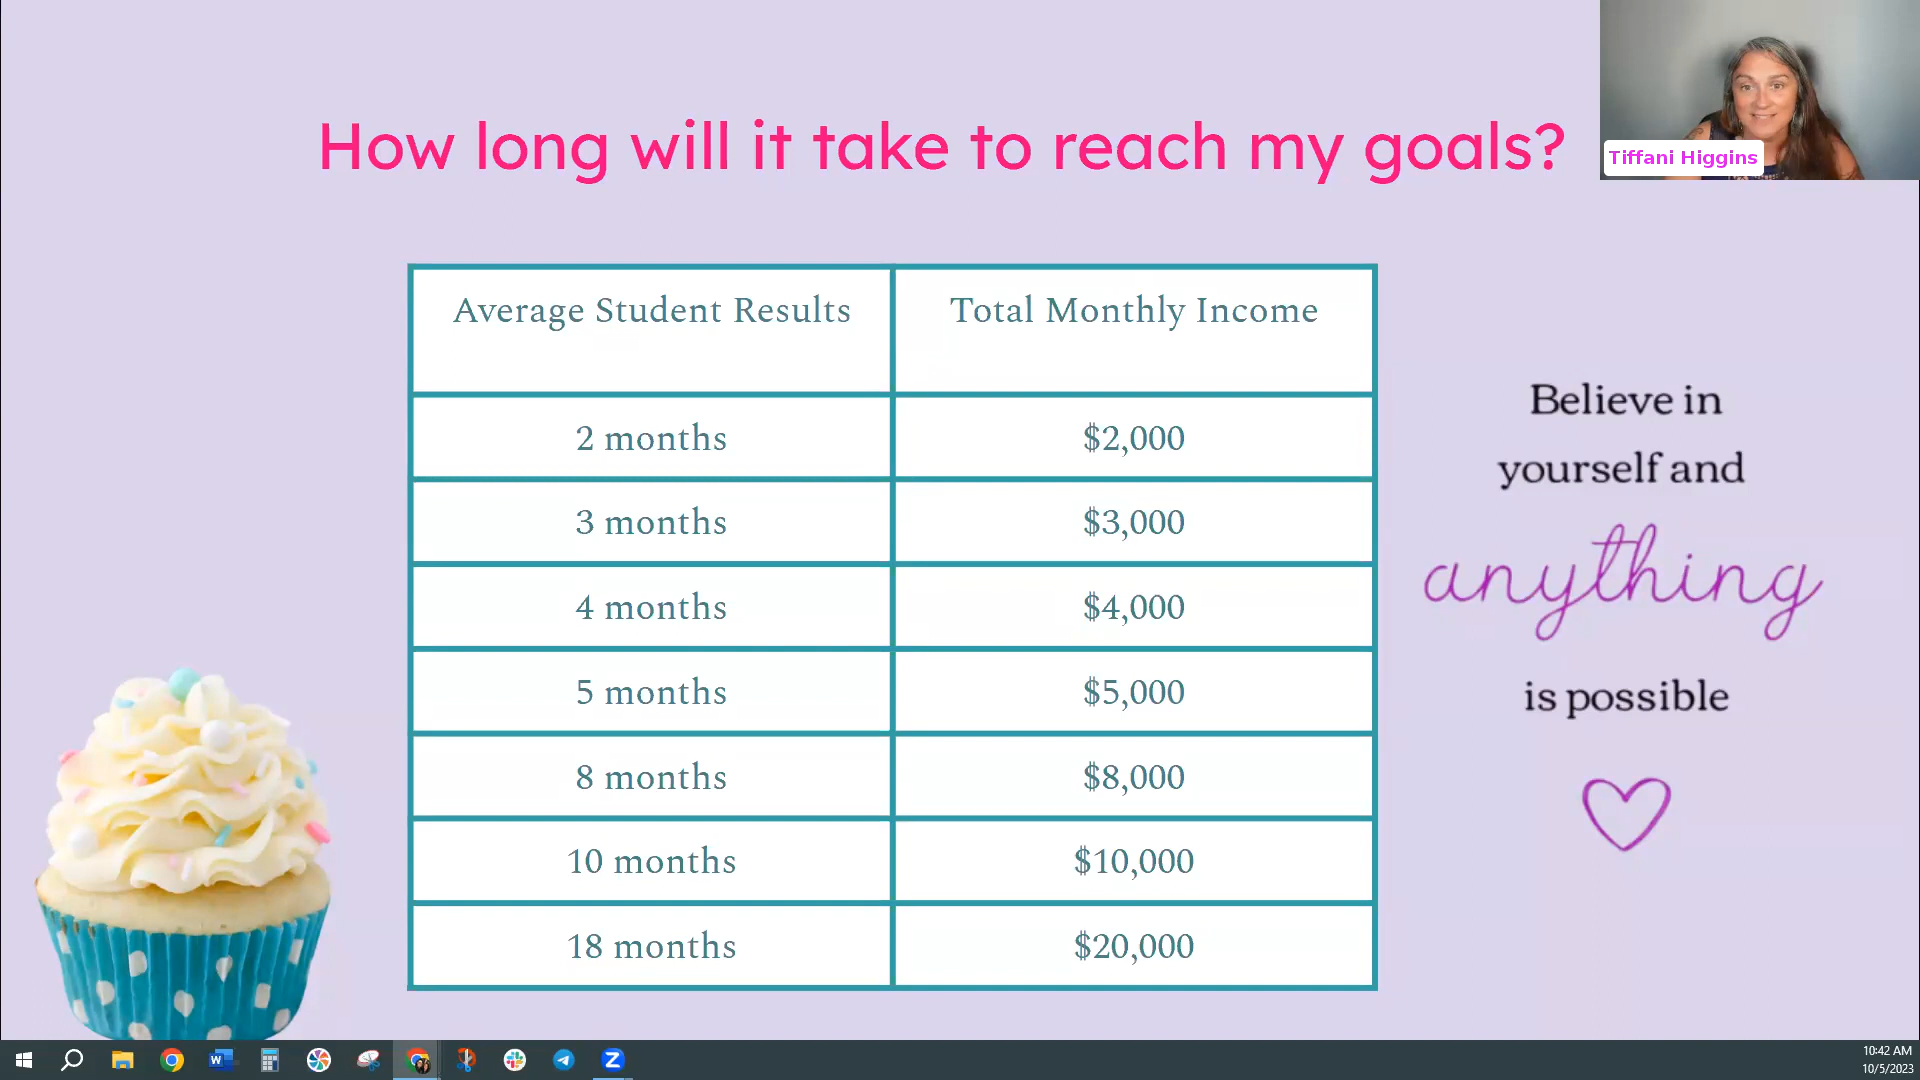 How long will it take to reach my goals?
Tiffani Higgins
Average Student Results Total Monthly Income
2 months $2,000
3 months $3,000
4 months $4,000
5 months $5,000
8 months $8,000
10 months $10,000
18 months $20,000
Believe in
yourself and
anything
is possible
10:42 AM
10/5/2023